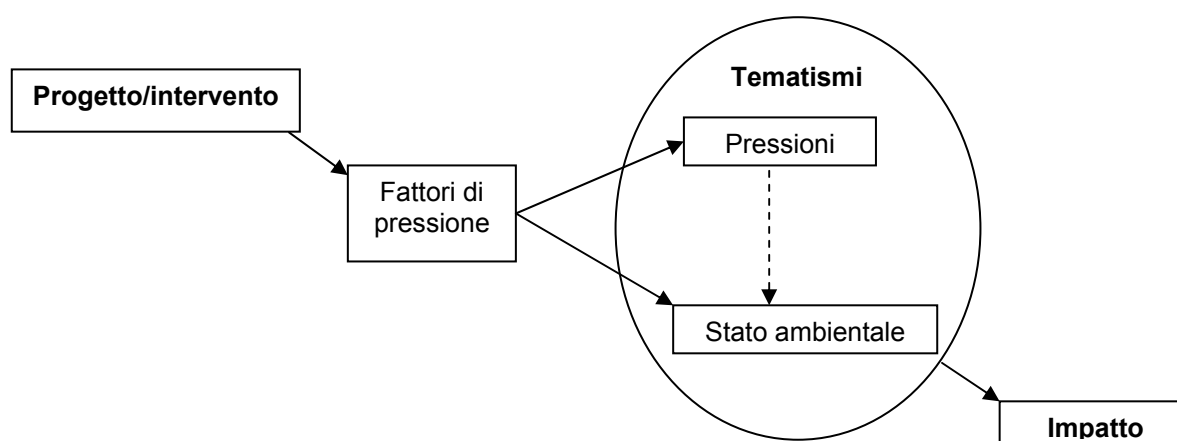 Progetto/intervento
Tematismi
Pressioni
Fattori di
pressione
Stato ambientale
Impatto